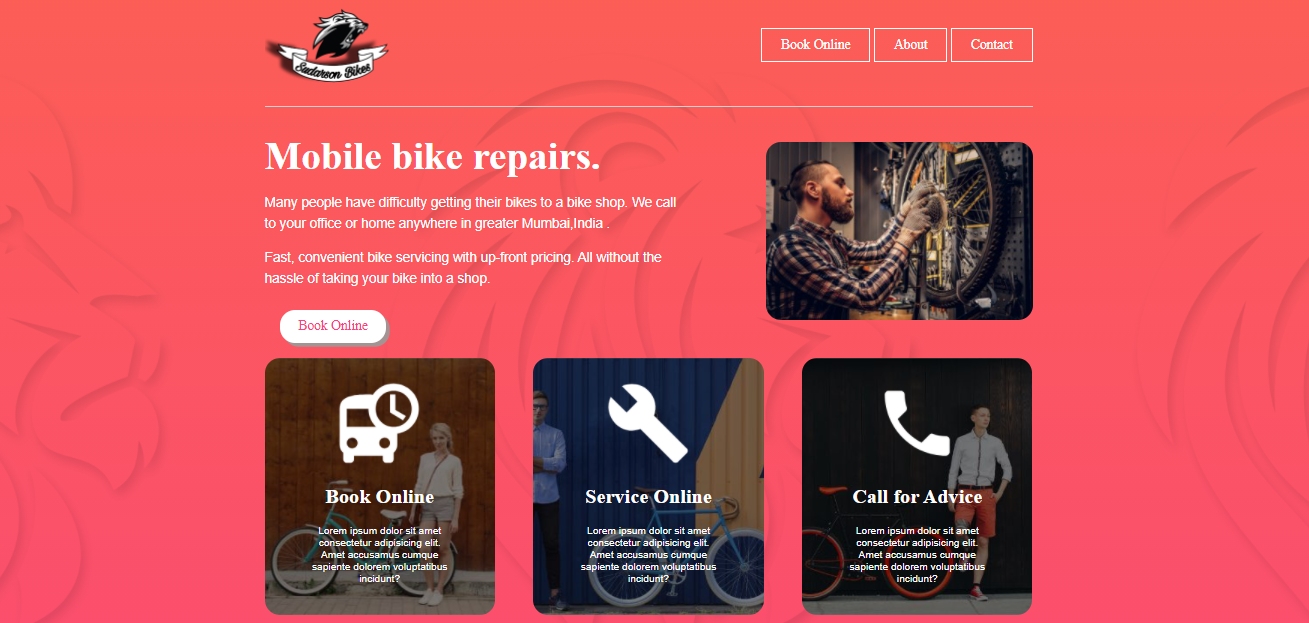 Sudarson Bikes
Book Online
About
Contact
Mobile bike repairs.
Many people have difficulty getting their bikes to a bike shop. We call
to your office or home anywhere in greater Mumbai,India .
Fast, convenient bike servicing with up-front pricing. All without the
hassle of taking your bike into a shop.
Book Online
Book Online
Lorem ipsum dolor sit amet
consectetur adipisicing elit.
Amet accusamus cumque
sapiente dolorem voluptatibus
incidunt?
Service Online
Lorem ipsum dolor sit amet
consectetur adipisicing elit.
Amet accusamus cumque
sapiente dolorem voluptatibus
incidunt?
Call for Advice
Lorem ipsum dolor sit amet
consectetur adipisicing elit.
Amet accusamus cumque
sapiente dolorem voluptatibus
incidunt?